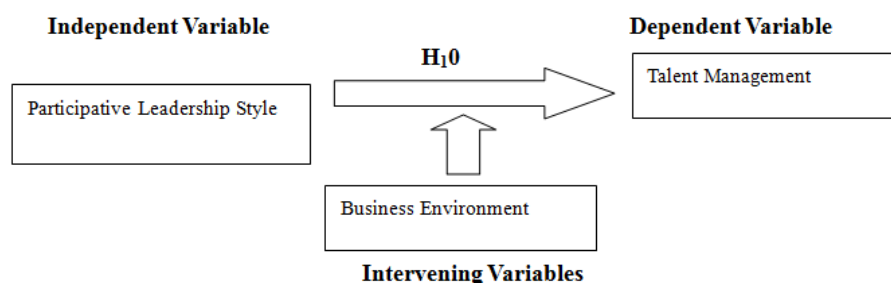 Independent Variable
Dependent Variable
H₁0
Participative Leadership Style
Talent Management
Business Environment
Intervening Variables